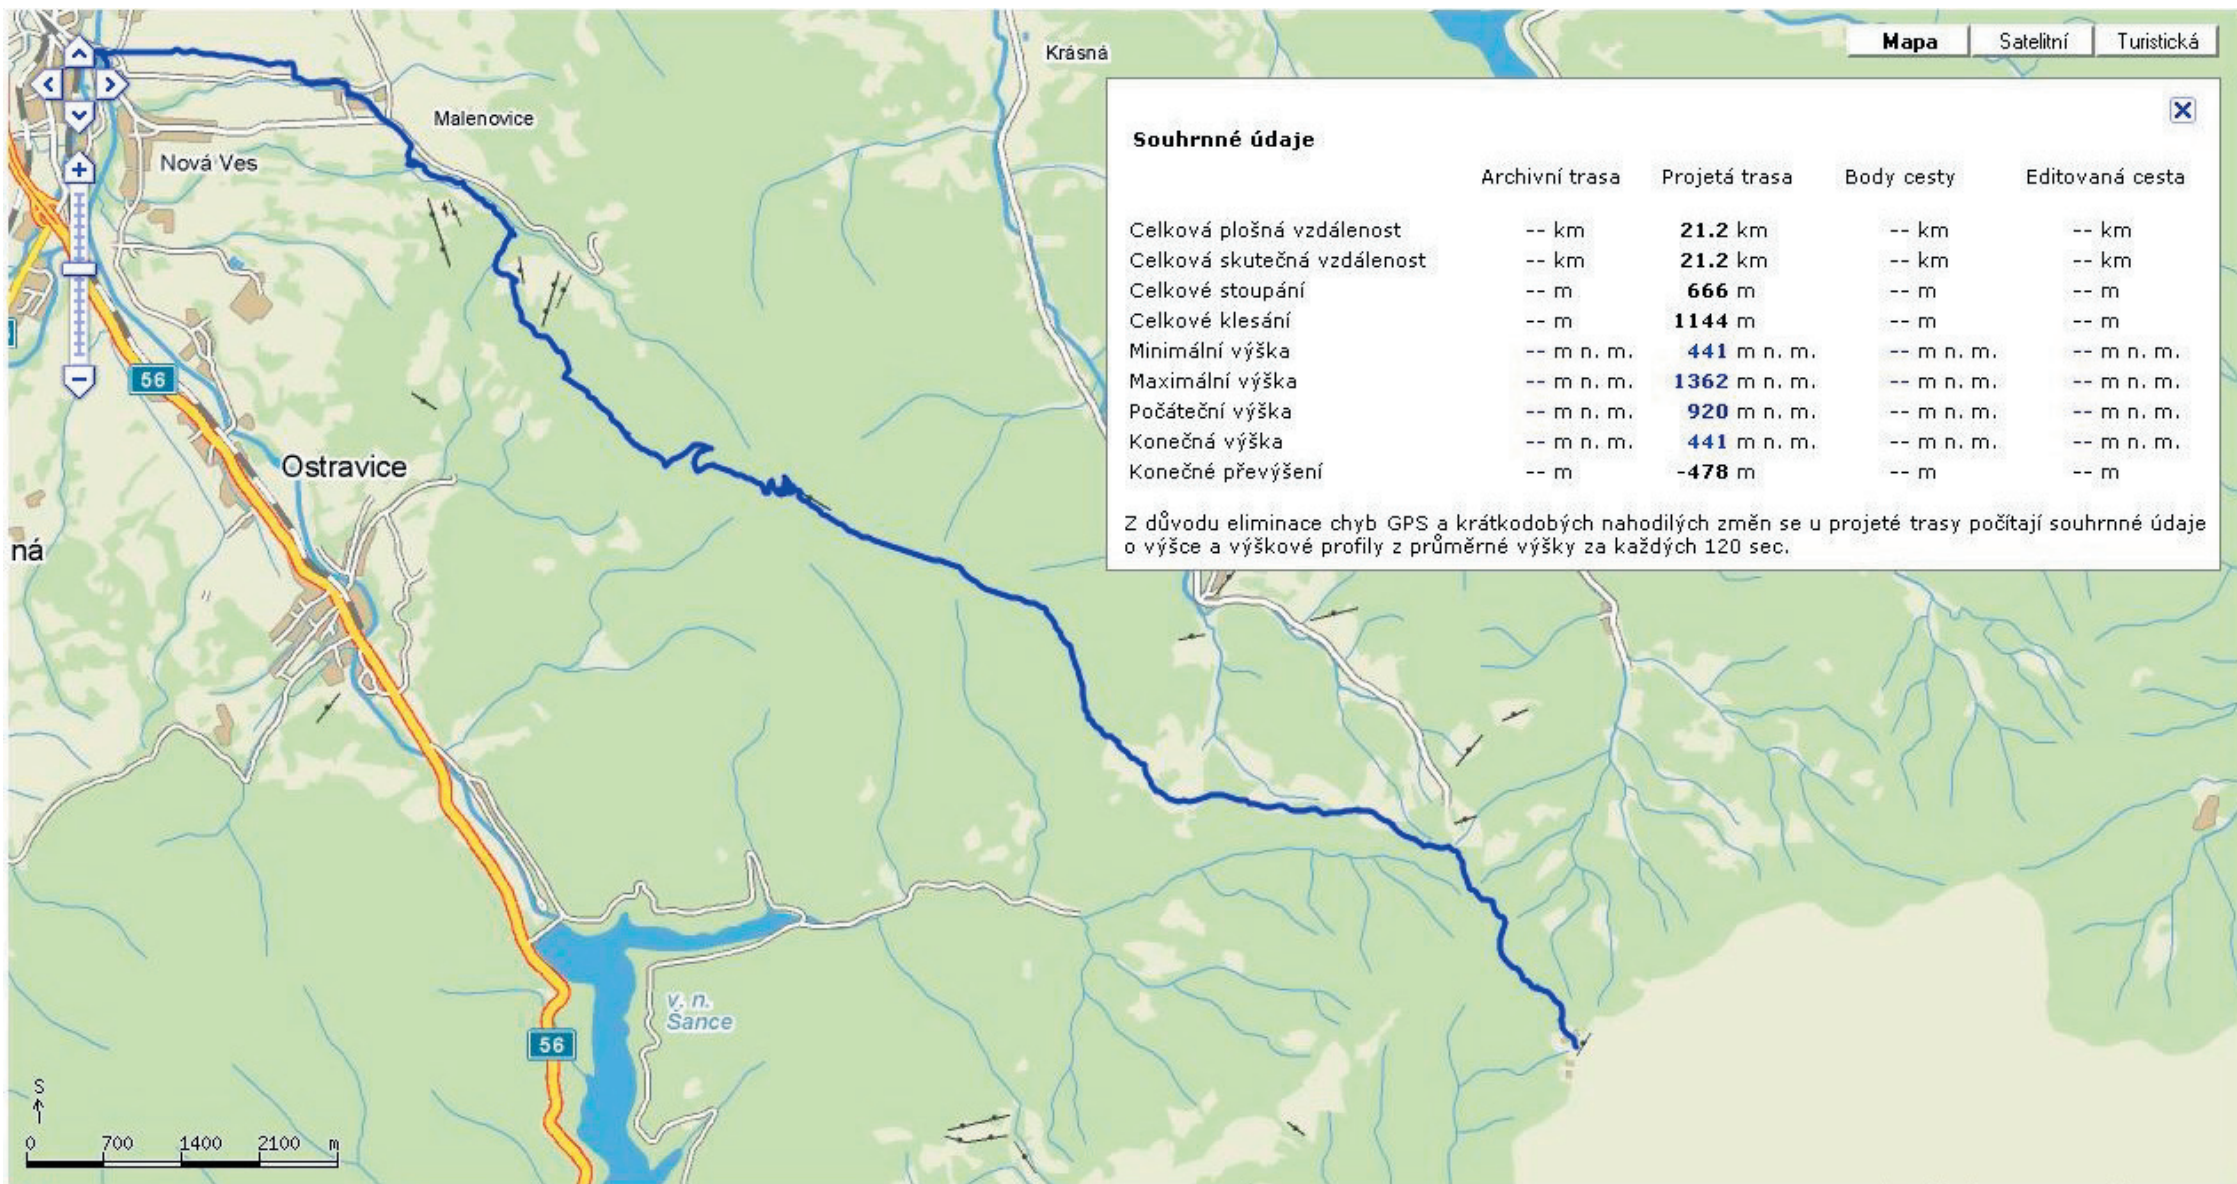 Krásná
Mapa
Satelitní
Turistická
Malenovice
Nová Ves
Souhrnné údaje
Archivní trasa Projetá trasa Body cesty Editovaná cesta
Celková plošná vzdálenost -- km 21.2 km -- km -- km
Celková skutečná vzdálenost -- km 21.2 km -- km -- km
Celkové stoupání -- m 666 m -- m -- m
Celkové klesání -- m 1144 m -- m -- m
Minimální výška -- m n. m. 441 m n. m. -- m n. m. -- m n. m.
Maximální výška -- m n. m. 1362 m n. m. -- m n. m. -- m n. m.
Počáteční výška -- m n. m. 920 m n. m. -- m n. m. -- m n. m.
Konečná výška -- m n. m. 441 m n. m. -- m n. m. -- m n. m.
Konečné převýšení -- m -478 m -- m -- m
Z důvodu eliminace chyb GPS a krátkodobých nahodilých změn se u projeté trasy počítají souhrnné údaje
o výšce a výškové profily z průměrné výšky za každých 120 sec.
56
Ostravice
ná
v. n.
Šance
56
S
0 700 1400 2100 m